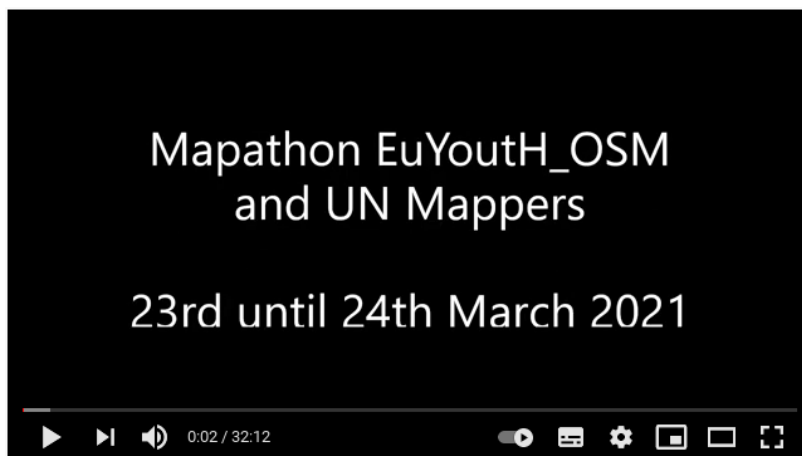 Mapathon EuYoutH_OSM
and UN Mappers
23rd until 24th March 2021
0:02 / 32:12